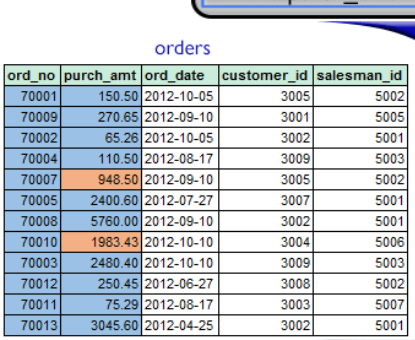 orders
ord_no purch_amt ord_date customer_id salesman_id
70001 150.50 2012-10-05 3005 5002
70009 270.65 2012-09-10 3001 5005
70002 65.26 2012-10-05 3002 5001
70004 110.50 2012-08-17 3009 5003
70007 948.50 2012-09-10 3005 5002
70005 2400.60 2012-07-27 3007 5001
70008 5760.00 2012-09-10 3002 5001
70010 1983.43 2012-10-10 3004 5006
70003 2480.40 2012-10-10 3009 5003
70012 250.45 2012-06-27 3008 5002
70011 75.29 2012-08-17 3003 5007
70013 3045.60 2012-04-25 3002 5001